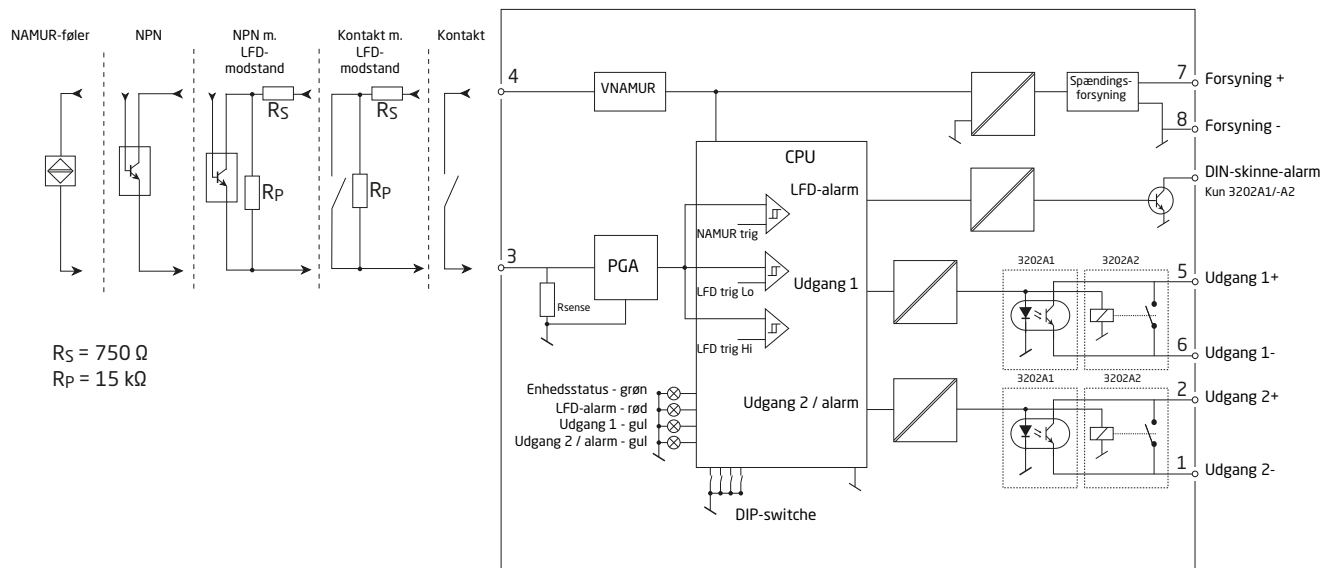 NAMUR-føler
NPN
NPN m.
LFD-
modstand
Kontakt m.
LFD-
modstand
Kontakt
RS
RP
RS
RP
RS = 750 Ω
RP = 15 kΩ
4
3
VNAMUR
PGA
Rsense
CPU
LFD-alarm
NAMUR trig
LFD trig Lo
Udgang 1
LFD trig Hi
Udgang 2 / alarm
Enhedsstatus - grøn
LFD-alarm - rød
Udgang 1 - gul
Udgang 2 / alarm - gul
DIP-switche
Spændings-
forsyning
7
Forsyning +
8
Forsyning -
DIN-skinne-alarm
Kun 3202A1/-A2
3202A1
3202A2
5
Udgang 1+
6
Udgang 1-
3202A1
3202A2
2
Udgang 2+
1
Udgang 2-